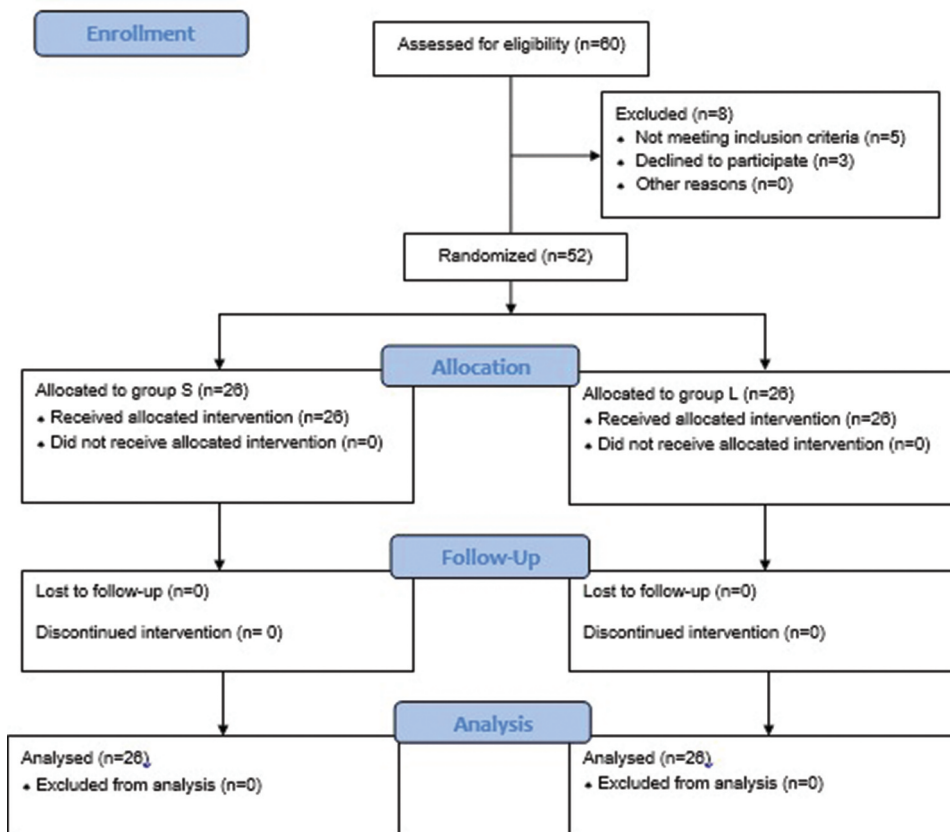 Enrollment
Assessed for eligibility (n=60)
Excluded (n=8)
♦ Not meeting inclusion criteria (n=5)
♦ Declined to participate (n=3)
♦ Other reasons (n=0)
Randomized (n=52)
Allocation
Allocated to group S (n=26)
♦ Received allocated intervention (n=26)
♦ Did not receive allocated intervention (n=0)
Allocated to group L (n=26)
♦ Received allocated intervention (n=26)
♦ Did not receive allocated intervention (n=0)
Follow-Up
Lost to follow-up (n=0)
Discontinued intervention (n= 0)
Lost to follow-up (n=0)
Discontinued intervention (n=0)
Analysis
Analysed (n=26)
♦ Excluded from analysis (n=0)
Analysed (n=26)
♦ Excluded from analysis (n=0)